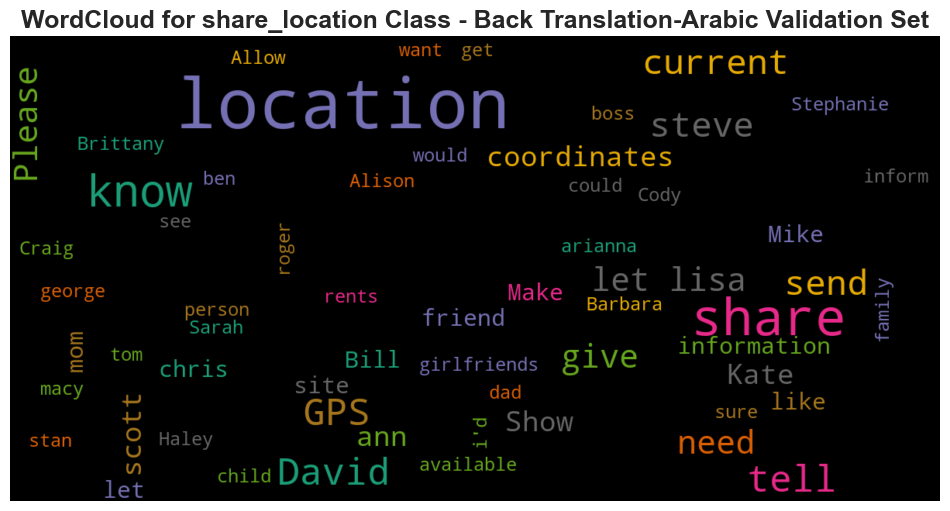 WordCloud for share_location Class - Back Translation-Arabic Validation Set
Allow
want
get
current
location
Please
Stephanie
boss
steve
Brittany
would
coordinates
know
ben
Alison
could
Cody
inform
see
roger
Craig
arianna
Mike
george
rents
Make
let lisa
send
person
Barbara
share
family
Sarah
friend
mom
tom
chris
Bill
girlfriends
give
information
macy
site
dad
Kate
scott
GPS
i'd
Show
sure
like
stan
Haley
ann
need
child
David
available
tell
let